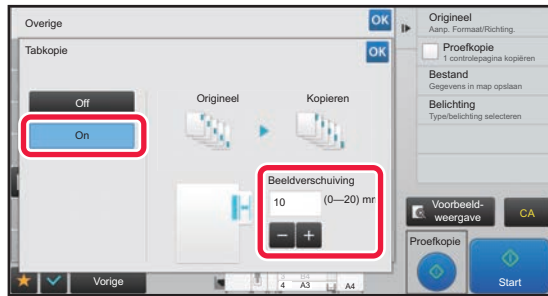 Overige
OK
Tabkopie
OK
Off
On
Origineel
Kopiëren
Beeldverschuiving
10
(0—20) mm
Vorige
4
A3
A4
Origineel
Aanp. Formaat/Richting.
Proefkopie
1 controlepagina kopiëren
Bestand
Gegevens in map opslaan
Belichting
Type/belichting selecteren
Voorbeeld-
weergave
CA
Proefkopie
Start